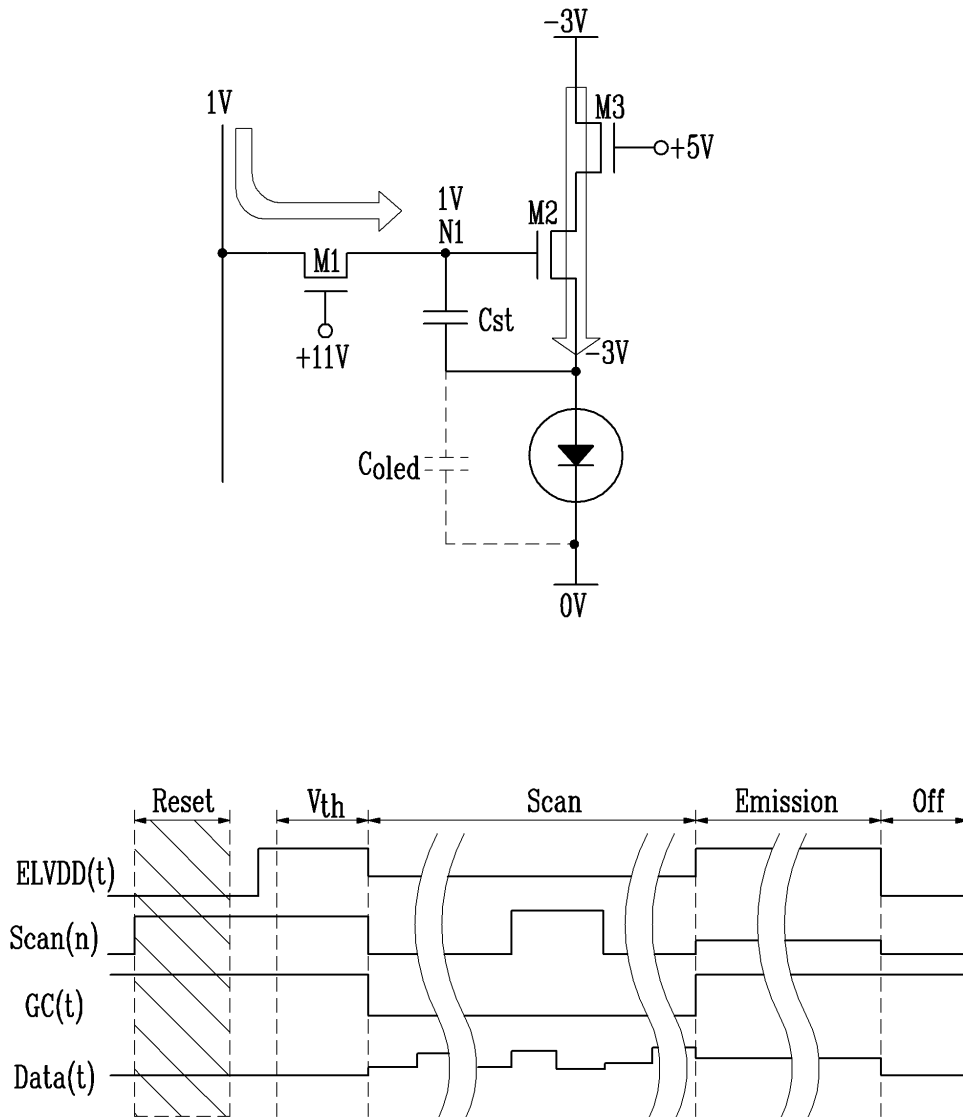 -3V
M3
1V
+5V
1V
N1
M2
M1
Cst
-3V
+11V
Coled
0V
Reset
Vth
Scan
Emission
Off
ELVDD(t)
Scan(n)
GC(t)
Data(t)